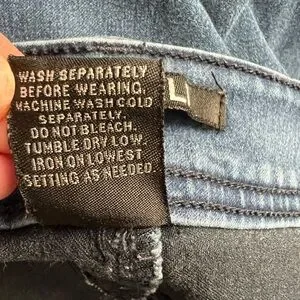 WASH SEPARATELY
BEFORE WEARING.
MACHINE WASH COLD
SEPARATELY.
DO NOT BLEACH.
TUMBLE DRY LOW.
IRON ON LOWEST
SETTING AS NEEDED.
L